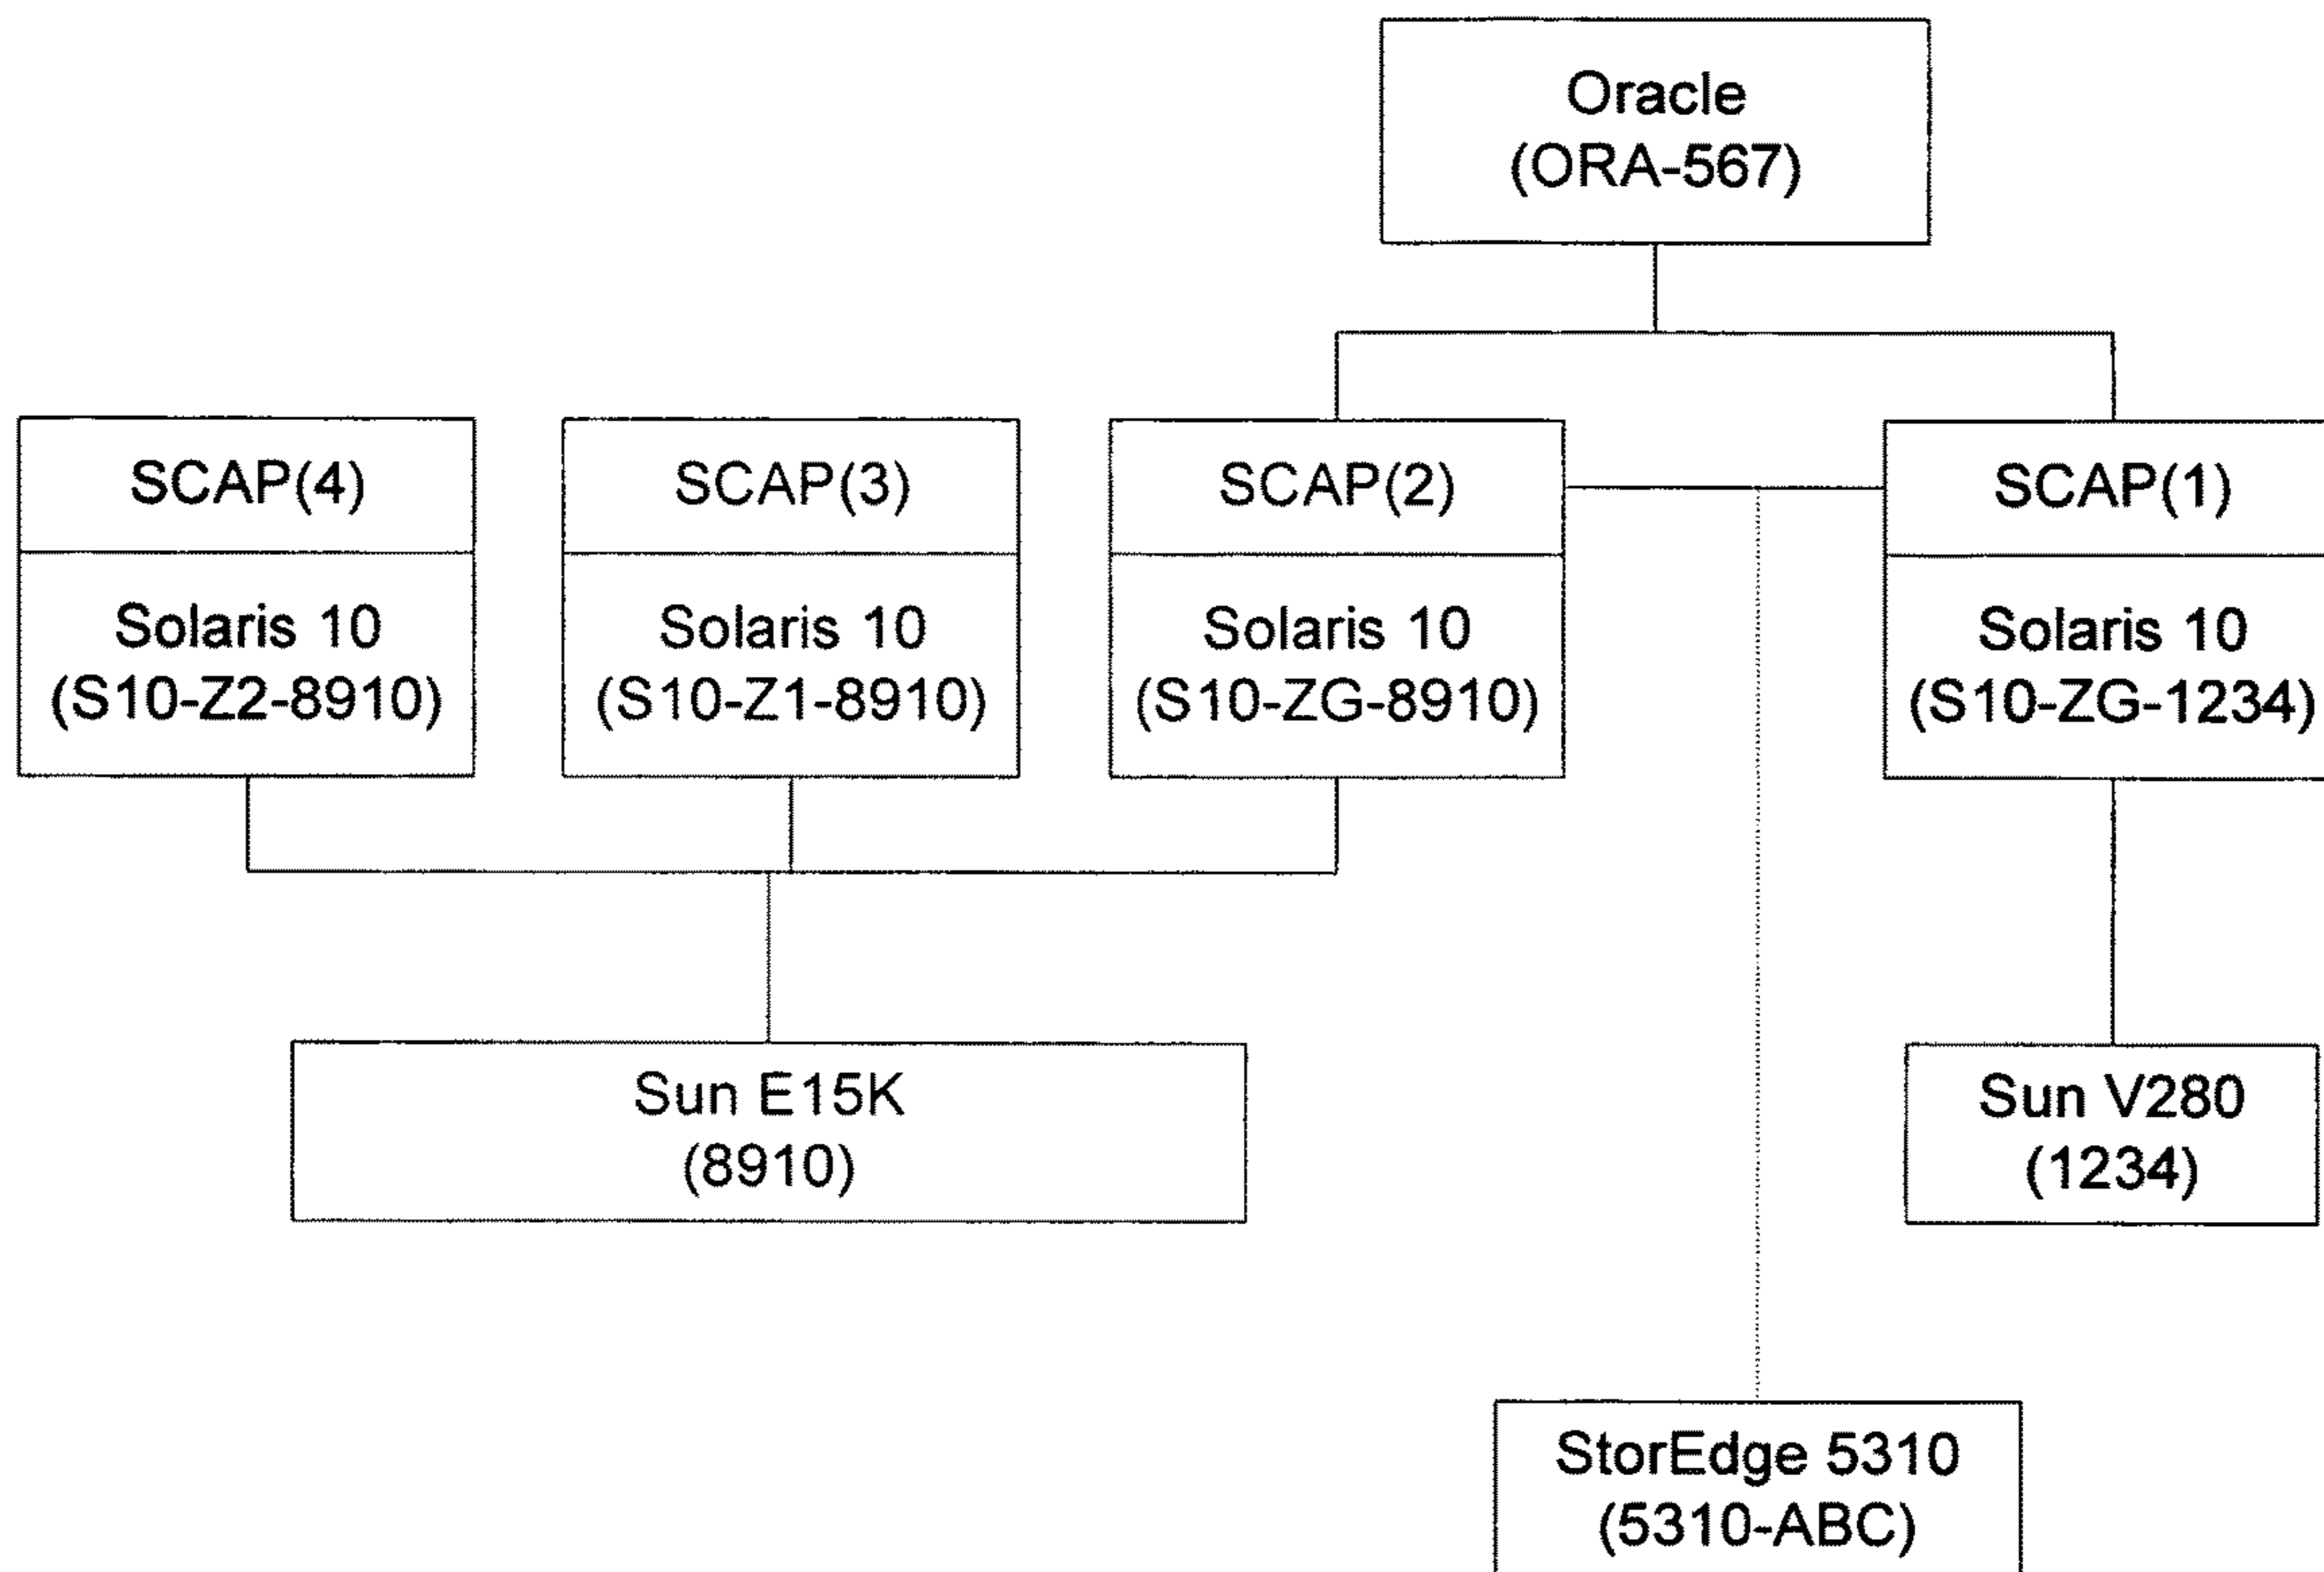 Oracle
(ORA-567)
SCAP(4)
SCAP(3)
SCAP(2)
SCAP(1)
Solaris 10
(S10-Z2-8910)
Solaris 10
(S10-Z1-8910)
Solaris 10
(S10-ZG-8910)
Solaris 10
(S10-ZG-1234)
Sun E15K
(8910)
Sun V280
(1234)
StorEdge 5310
(5310-ABC)